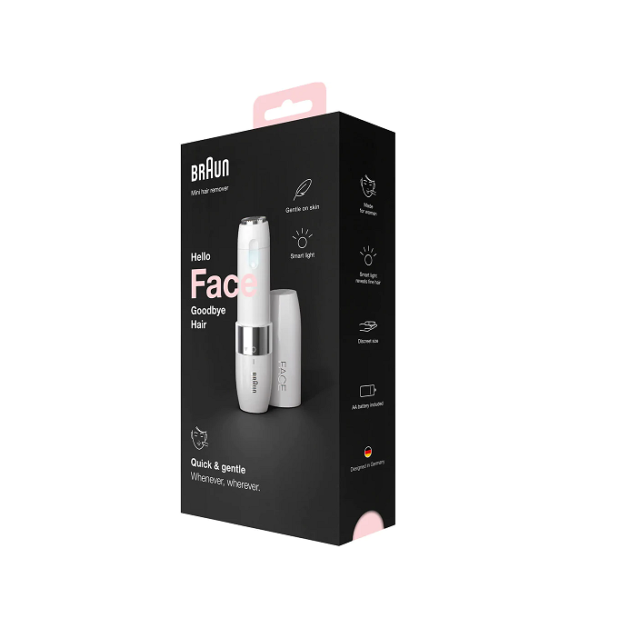 BRAUN
Mini hair remover
Gentle on skin
Smart light
Hello
Face
Goodbye
Hair
BRAUN
FACE
Quick & gentle
Whenever, wherever.
Made
for women
Smart light
reveals fine hair
Discreet size
AA battery included
Designed in Germany